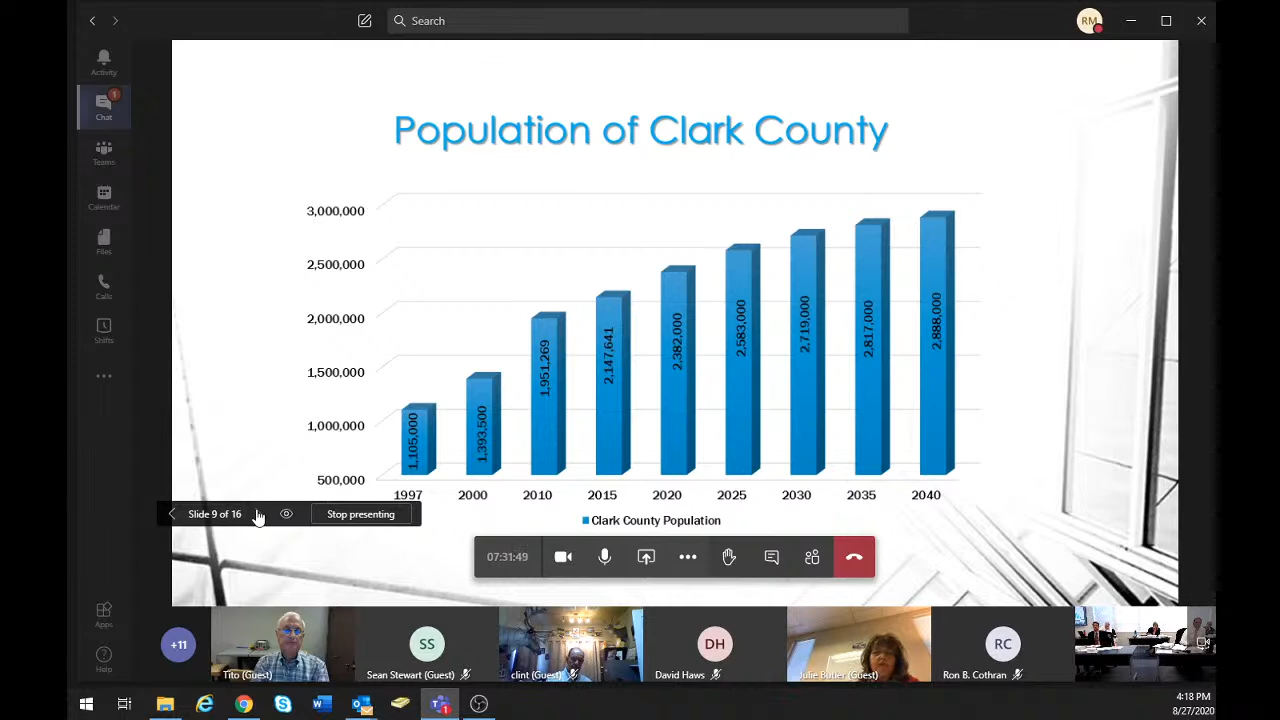 Search
RM
Activity
1
Chat
Teams
Calendar
Files
Calls
Shifts
Apps
Help
Population of Clark County
3,000,000
2,500,000
2,000,000
1,500,000
1,000,000
500,000
1,105,000
1,393,500
1,951,269
2,147,641
2,382,000
2,583,000
2,719,000
2,817,000
2,888,000
1997 2000 2010 2015 2020 2025 2030 2035 2040
Clark County Population
Slide 9 of 16
Stop presenting
07:31:49
+11
Tito (Guest)
SS
Sean Stewart (Guest)
clint (Guest)
DH
David Haws
Julie Butler (Guest)
RC
Ron B. Cothran
4:18 PM
8/27/2020